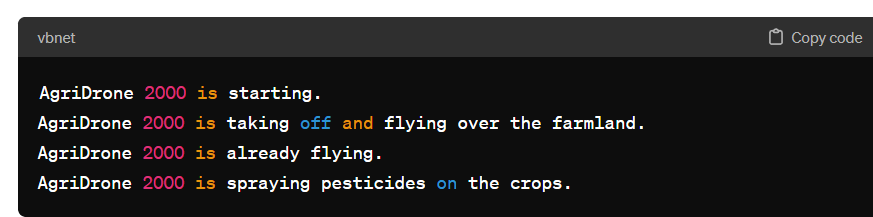 vbnet
Copy code
AgriDrone 2000 is starting.
AgriDrone 2000 is taking off and flying over the farmland.
AgriDrone 2000 is already flying.
AgriDrone 2000 is spraying pesticides on the crops.